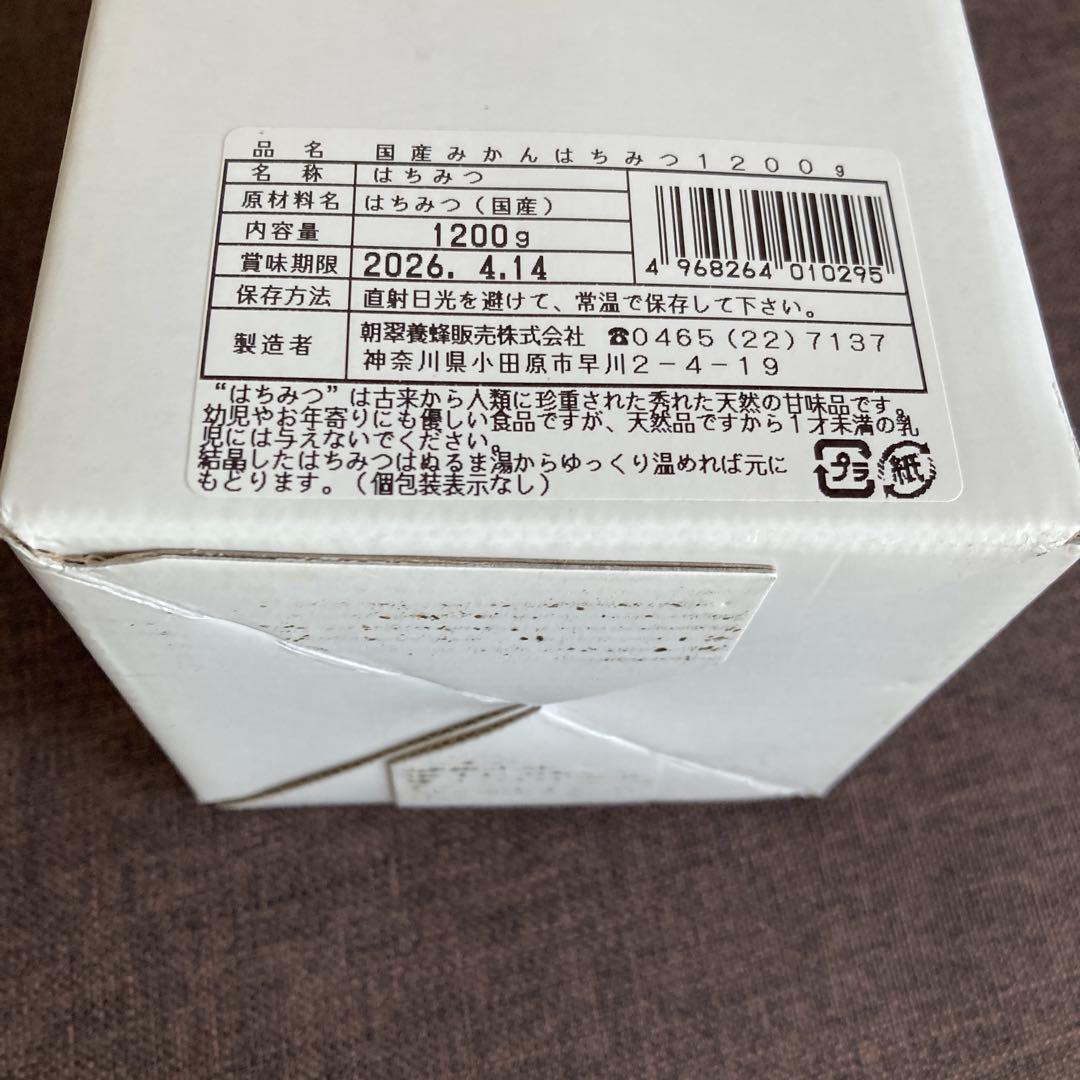 品名 国産みかんはちみつ1200g
名称 はちみつ
原材料名 はちみつ(国産)
内容量 1200g
賞味期限 2026. 4.14
4 968264 010295
保存方法 直射日光を避けて、常温で保存して下さい。
製造者 朝翠養蜂販売株式会社 ☎0465(22)7137
神奈川県小田原市早川2-4-19
“はちみつ”は古来から人類に珍重された秀れた天然の甘味品です。
幼児やお年寄りにも優しい食品ですが、天然品ですから1才未満の乳
児には与えないでください。
結晶したはちみつはぬるま湯からゆっくり温めれば元に
もどります。(個包装表示なし)
プラ
紙